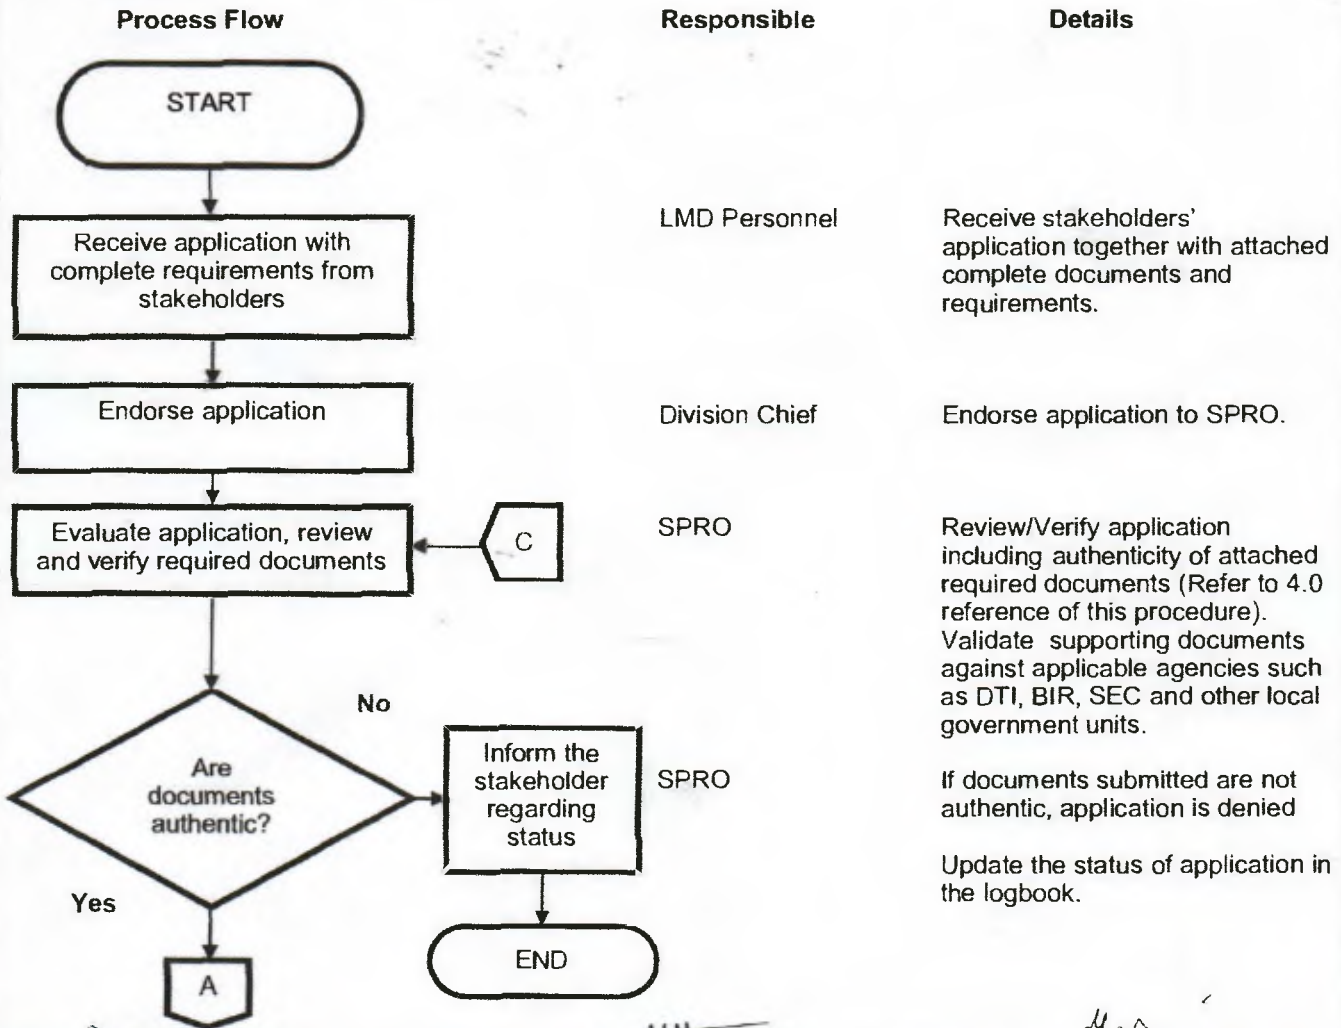 Process Flow Responsible Details
START
Receive application with
complete requirements from
stakeholders
LMD Personnel
Receive stakeholders'
application together with attached
complete documents and
requirements.
Endorse application
Division Chief
Endorse application to SPRO.
Evaluate application, review
and verify required documents
C
SPRO
Review/Verify application
including authenticity of attached
required documents (Refer to 4.0
reference of this procedure).
Validate supporting documents
against applicable agencies such
as DTI, BIR, SEC and other local
government units.
Are
documents
authentic?
No
Inform the
stakeholder
regarding
status
SPRO
If documents submitted are not
authentic, application is denied
Update the status of application in
the logbook.
Yes
A
END